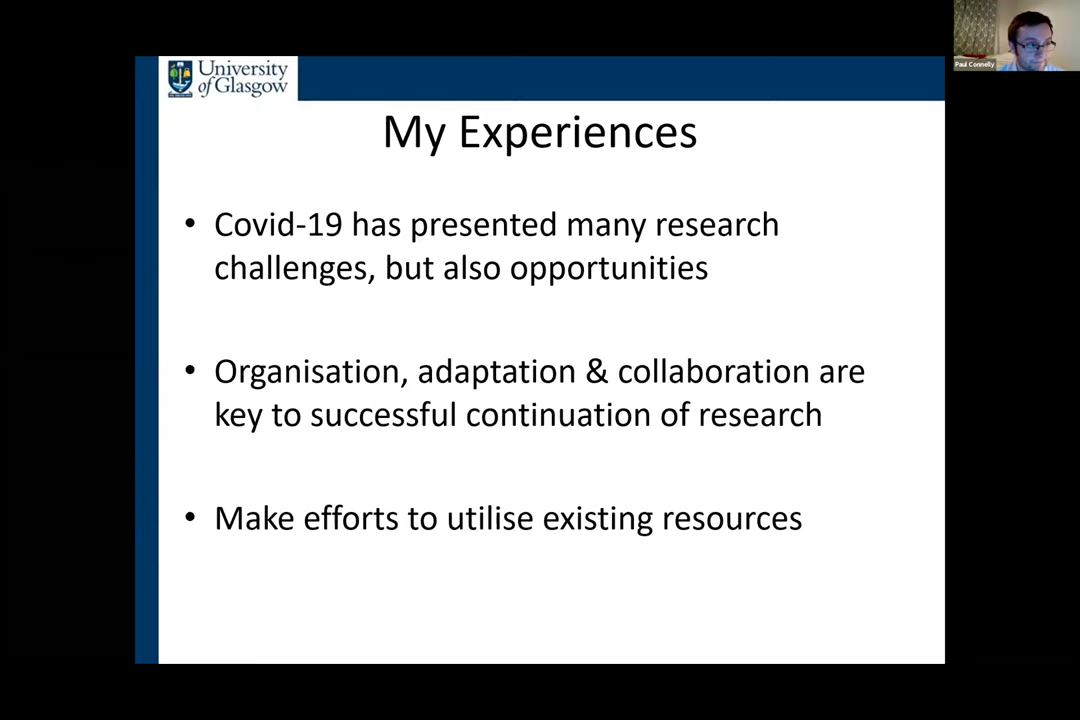 University
of Glasgow
Paul Connelly
My Experiences
• Covid-19 has presented many research
challenges, but also opportunities
• Organisation, adaptation & collaboration are
key to successful continuation of research
• Make efforts to utilise existing resources